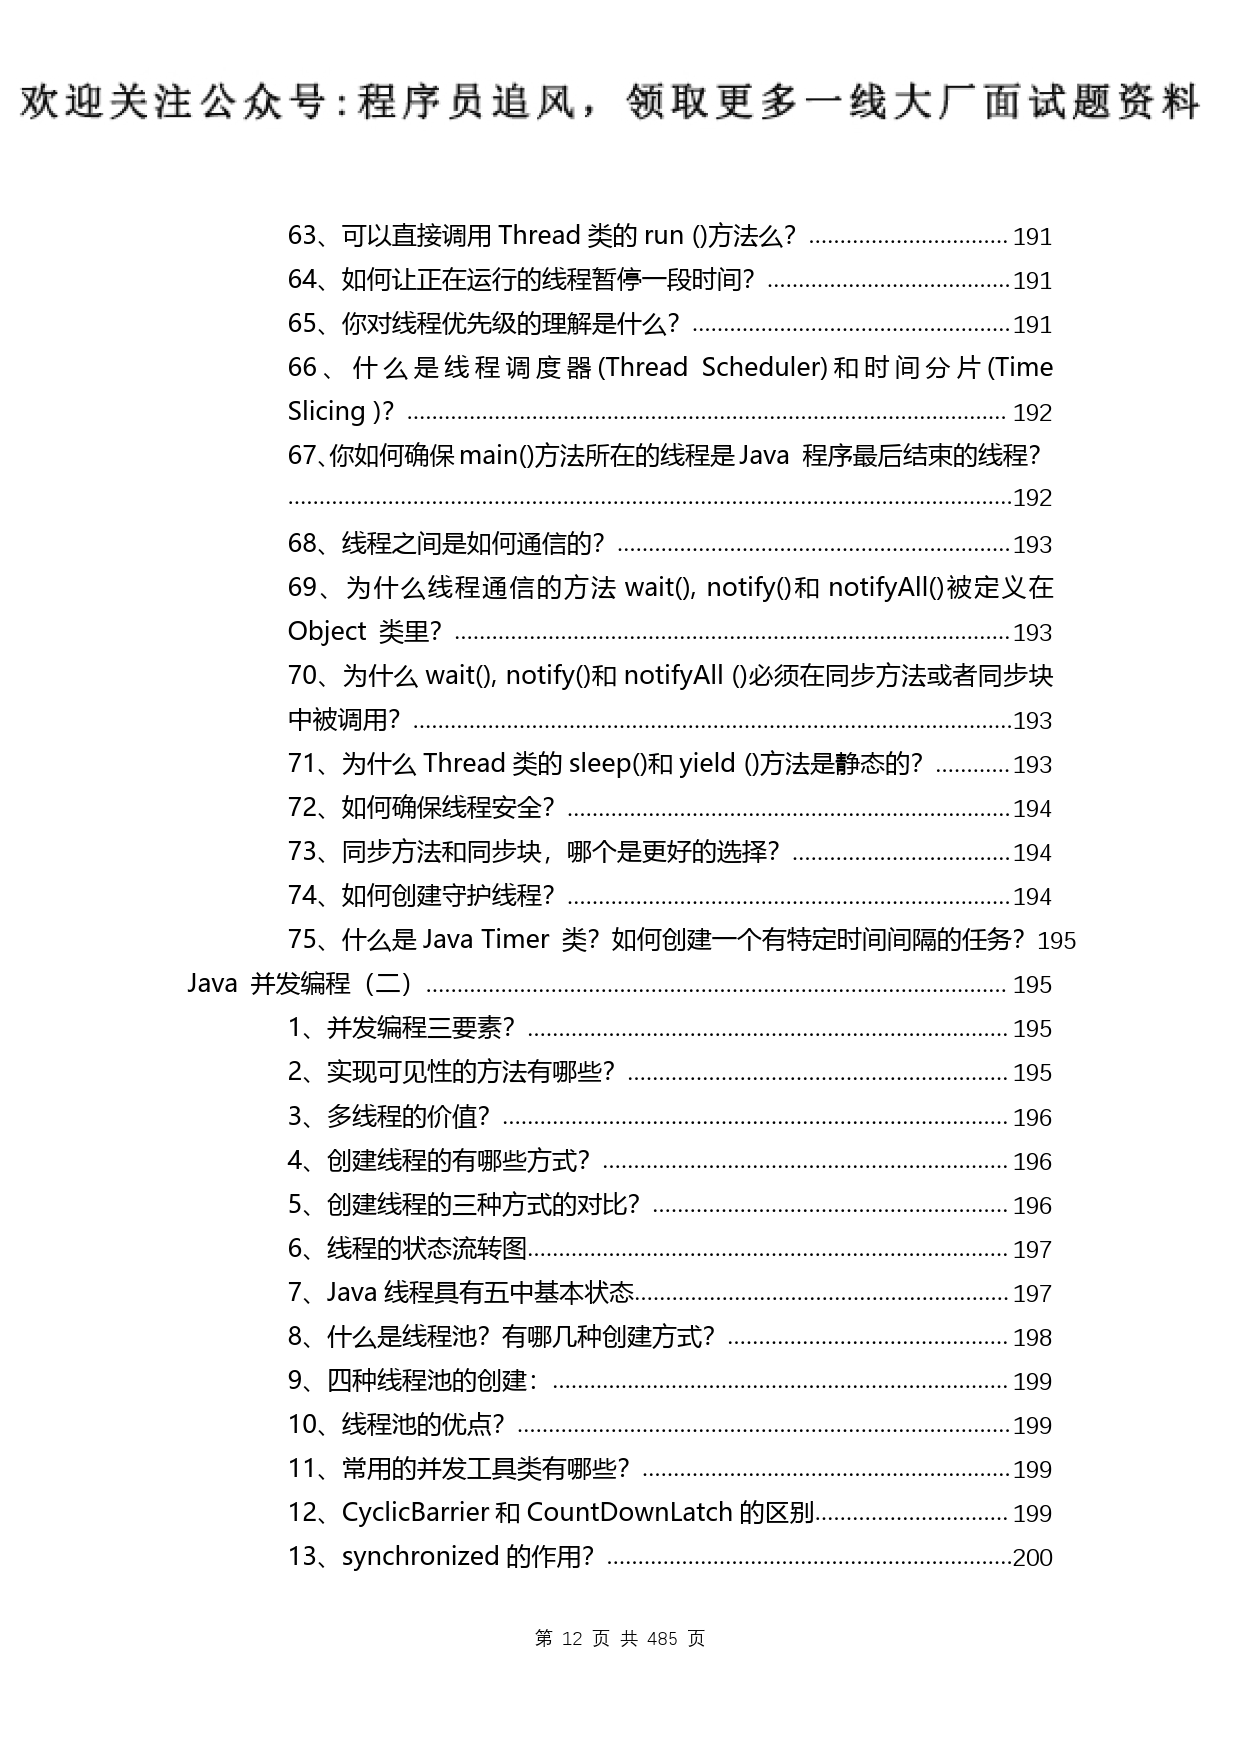 欢迎关注公众号:程序员追风，领取更多一线大厂面试题资料
63、可以直接调用 Thread 类的 run ()方法么？ ................................ 191
64、如何让正在运行的线程暂停一段时间？ .......................................191
65、你对线程优先级的理解是什么？ ...................................................191
66、什么是线程调度器(Thread Scheduler)和时间分片(Time
Slicing )？ ................................................................................................ 192
67、你如何确保 main()方法所在的线程是 Java 程序最后结束的线程？
....................................................................................................................192
68、线程之间是如何通信的？ ...............................................................193
69、为什么线程通信的方法 wait(), notify()和 notifyAll()被定义在
Object 类里？ .........................................................................................193
70、为什么 wait(), notify()和 notifyAll ()必须在同步方法或者同步块
中被调用？ ................................................................................................193
71、为什么 Thread 类的 sleep()和 yield ()方法是静态的？ ............193
72、如何确保线程安全？ .......................................................................194
73、同步方法和同步块，哪个是更好的选择？ ...................................194
74、如何创建守护线程？ .......................................................................194
75、什么是 Java Timer 类？如何创建一个有特定时间间隔的任务？ 195
Java 并发编程（二） ............................................................................................. 195
1、并发编程三要素？ ............................................................................. 195
2、实现可见性的方法有哪些？ ............................................................. 195
3、多线程的价值？ ................................................................................. 196
4、创建线程的有哪些方式？ ................................................................. 196
5、创建线程的三种方式的对比？ ......................................................... 196
6、线程的状态流转图............................................................................. 197
7、Java 线程具有五中基本状态............................................................ 197
8、什么是线程池？有哪几种创建方式？ ............................................. 198
9、四种线程池的创建： ......................................................................... 199
10、线程池的优点？ ...............................................................................199
11、常用的并发工具类有哪些？ ...........................................................199
12、CyclicBarrier 和 CountDownLatch 的区别............................... 199
13、synchronized 的作用？ .................................................................200
第 12 页 共 485 页